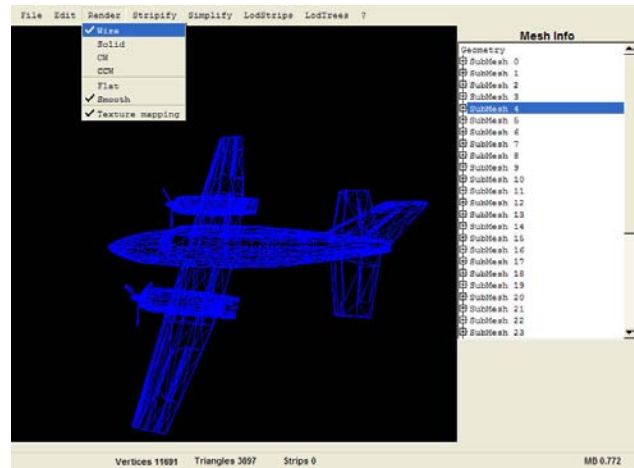 File Edit Render Stripify Simplify LodStrips LodTrees ?
Wire
Solid
CW
CCW
Flat
Smooth
Texture mapping
Mesh Info
Geometry
SubMesh 0
SubMesh 1
SubMesh 2
SubMesh 3
SubMesh 4
SubMesh 5
SubMesh 6
SubMesh 7
SubMesh 8
SubMesh 9
SubMesh 10
SubMesh 11
SubMesh 12
SubMesh 13
SubMesh 14
SubMesh 15
SubMesh 16
SubMesh 17
SubMesh 18
SubMesh 19
SubMesh 20
SubMesh 21
SubMesh 22
SubMesh 23
Vertices 11691 Triangles 3897 Strips 0 MB 0.772